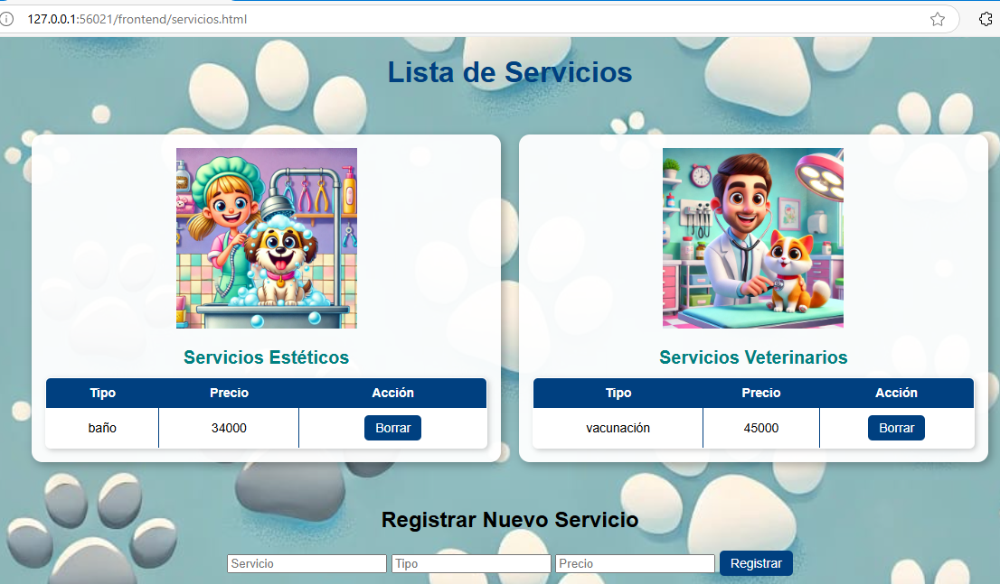 127.0.0.1:56021/frontend/servicios.html
Lista de Servicios
Servicios Estéticos
Tipo Precio Acción
baño 34000 Borrar
Servicios Veterinarios
Tipo Precio Acción
vacunación 45000 Borrar
Registrar Nuevo Servicio
Servicio Tipo Precio Registrar